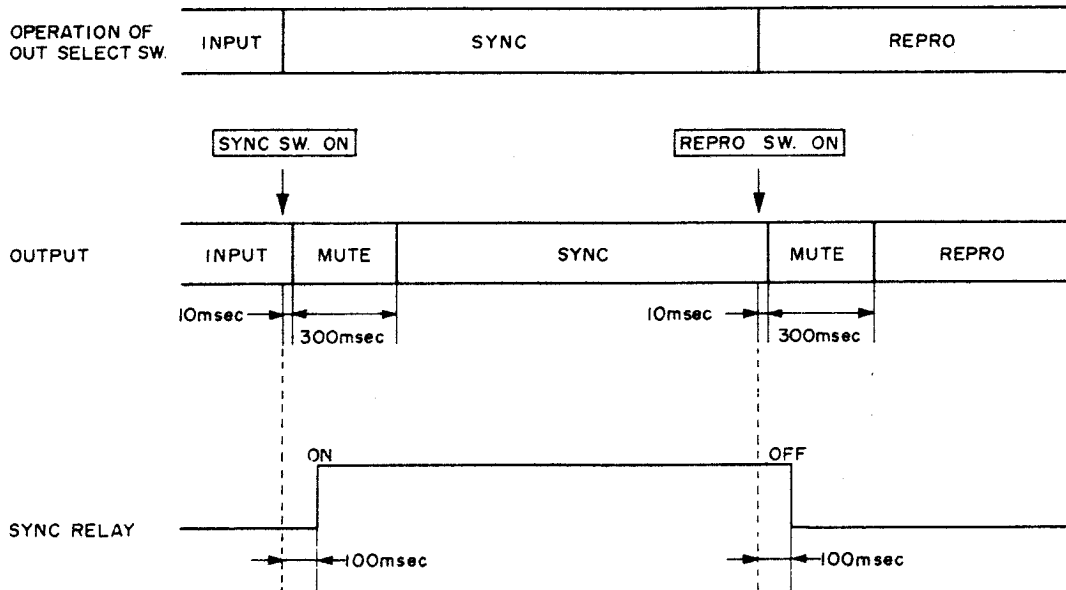 OPERATION OF
OUT SELECT SW.
INPUT
SYNC
REPRO
SYNC SW. ON
REPRO SW. ON
OUTPUT
INPUT
MUTE
SYNC
MUTE
REPRO
10msec
300msec
10msec
300msec
ON
OFF
SYNC RELAY
100msec
100msec